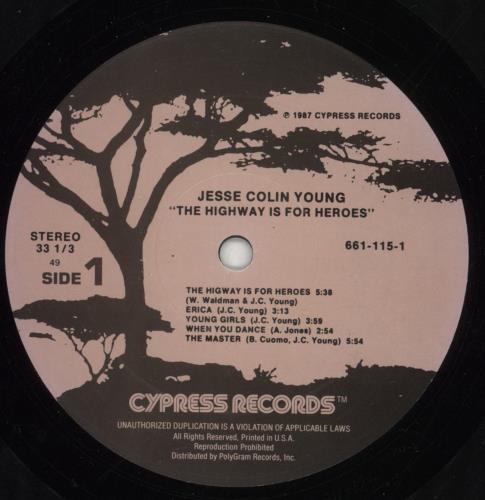 ℗ 1987 CYPRESS RECORDS
JESSE COLIN YOUNG
"THE HIGHWAY IS FOR HEROES"
STEREO
33 1/3
661-115-1
49
SIDE 1
THE HIGWAY IS FOR HEROES 5:38
(W. Waldman & J.C. Young)
ERICA (J.C. Young) 3:13
YOUNG GIRLS (J.C. Young) 3:59
WHEN YOU DANCE (A. Jones) 2:54
THE MASTER (B. Cuomo, J.C. Young) 5:54
CYPRESS RECORDS™
UNAUTHORIZED DUPLICATION IS A VIOLATION OF APPLICABLE LAWS
All Rights Reserved, Printed in U.S.A.
Reproduction Prohibited
Distributed by PolyGram Records, Inc.